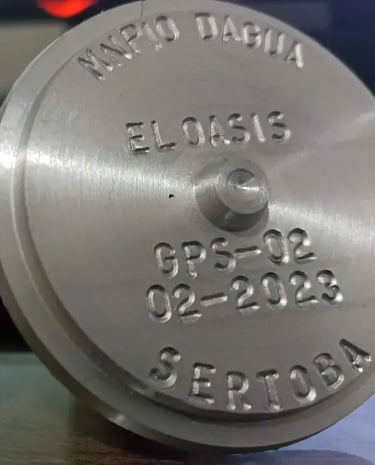 MNPIO DAGUA
EL OASIS
GPS-02
02-2023
SERTOBA